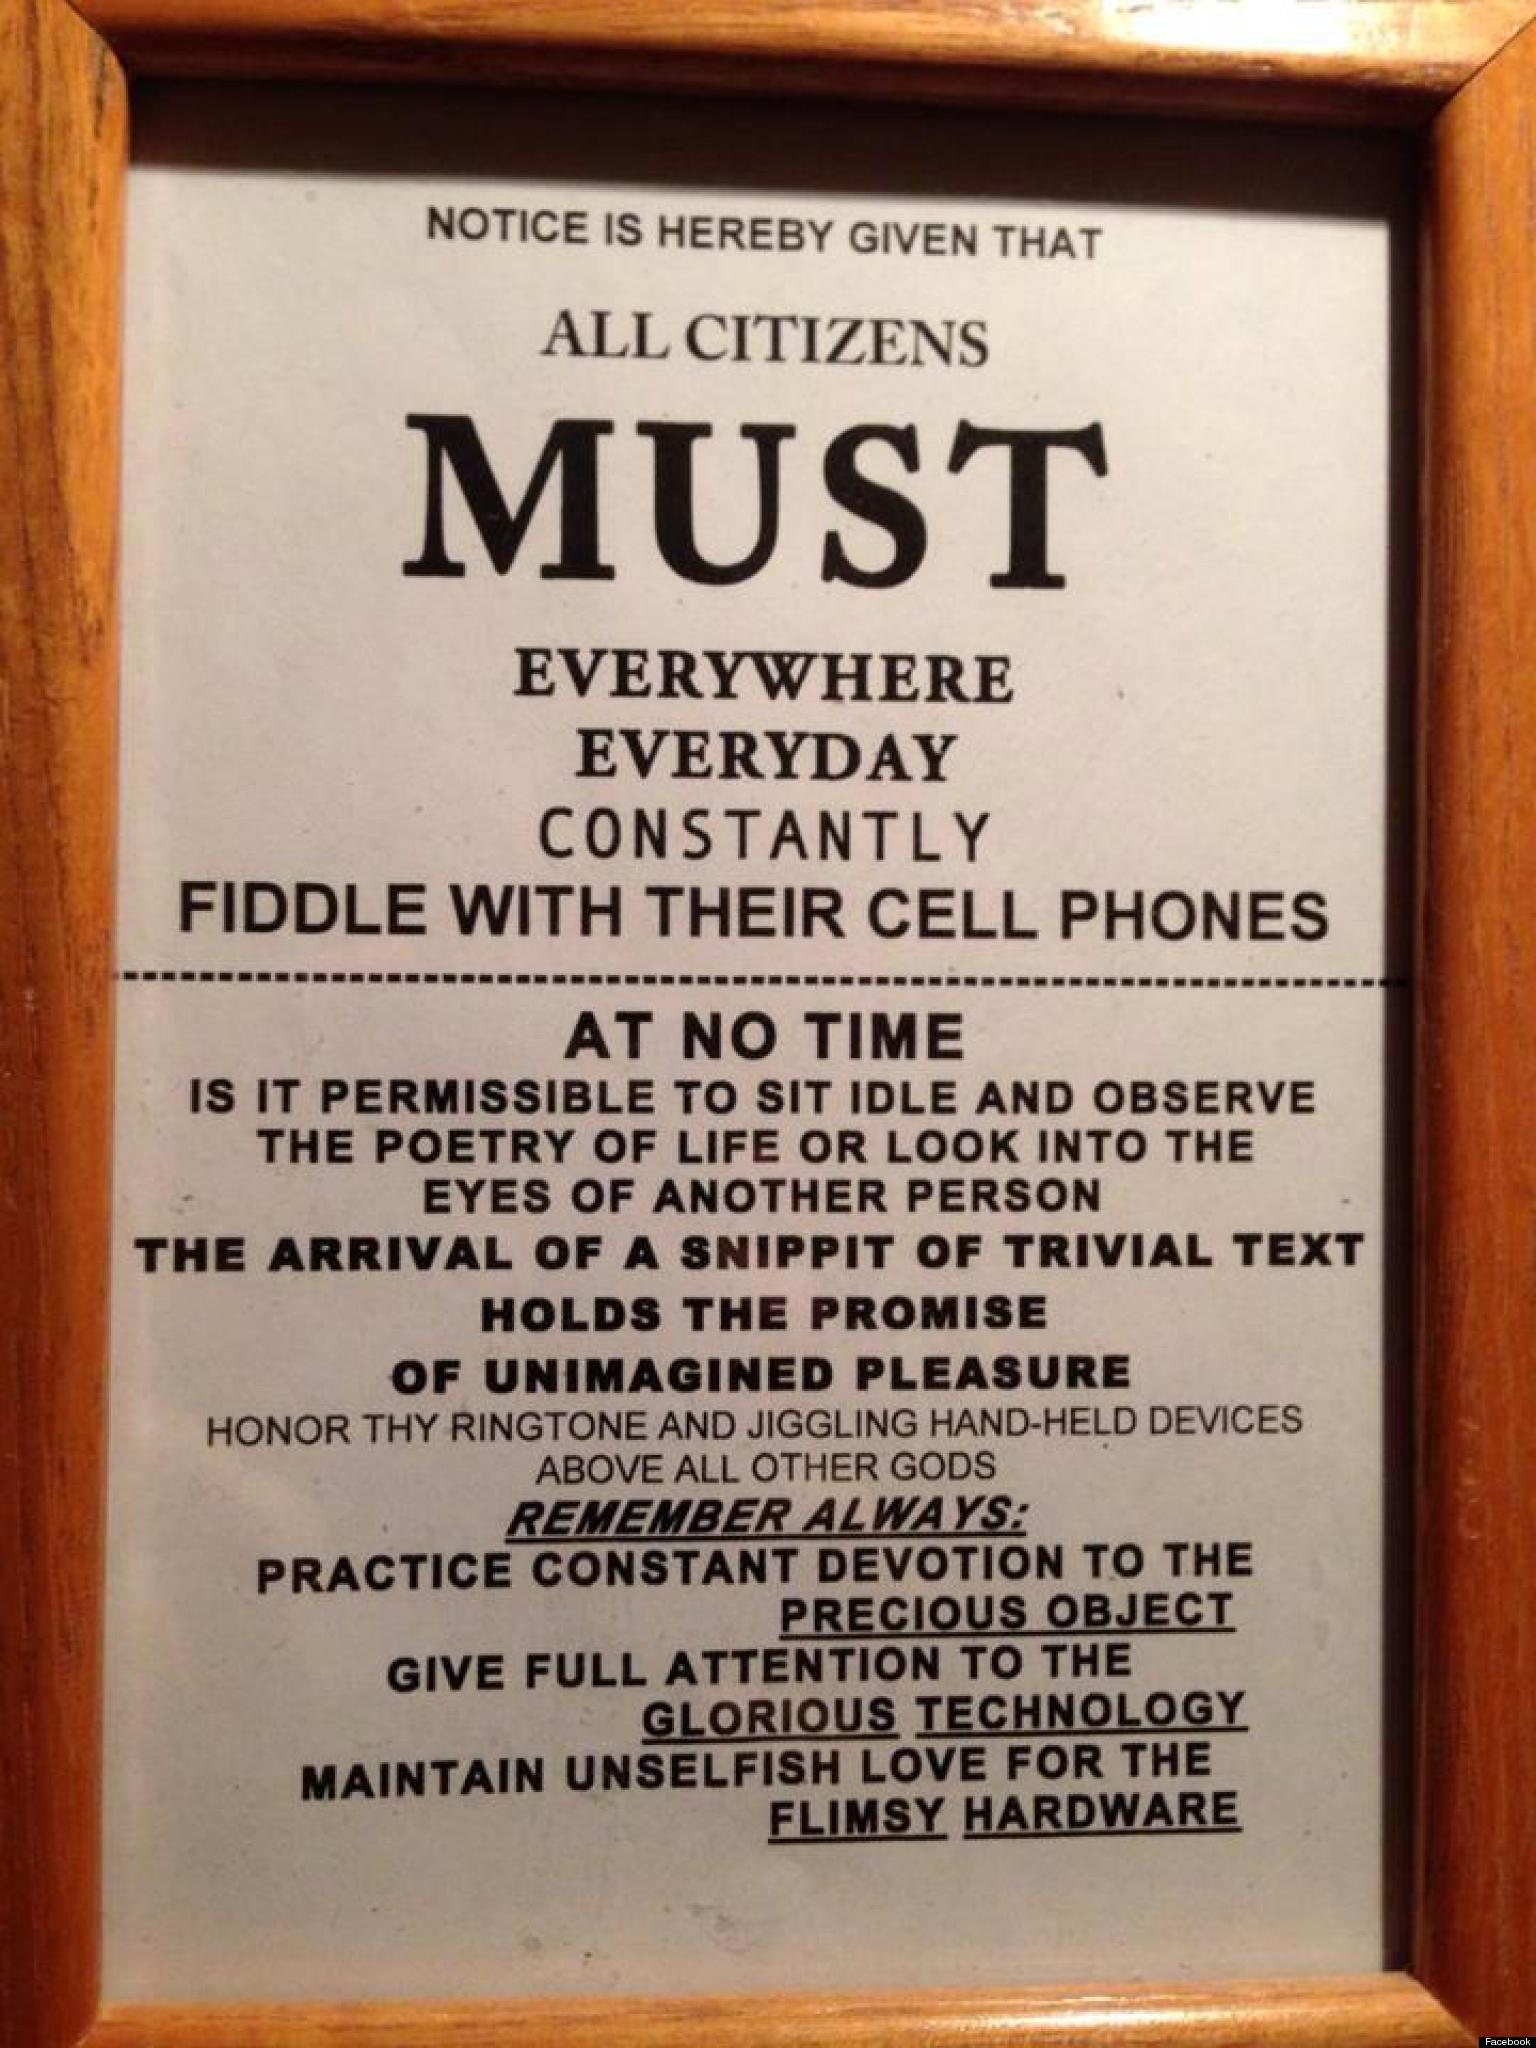 NOTICE IS HEREBY GIVEN THAT
ALL CITIZENS
MUST
EVERYWHERE
EVERYDAY
CONSTANTLY
FIDDLE WITH THEIR CELL PHONES
AT NO TIME
IS IT PERMISSIBLE TO SIT IDLE AND OBSERVE
THE POETRY OF LIFE OR LOOK INTO THE
EYES OF ANOTHER PERSON
THE ARRIVAL OF A SNIPPIT OF TRIVIAL TEXT
HOLDS THE PROMISE
OF UNIMAGINED PLEASURE
HONOR THY RINGTONE AND JIGGLING HAND-HELD DEVICES
ABOVE ALL OTHER GODS
REMEMBER ALWAYS:
PRACTICE CONSTANT DEVOTION TO THE
PRECIOUS OBJECT
GIVE FULL ATTENTION TO THE
GLORIOUS TECHNOLOGY
MAINTAIN UNSELFISH LOVE FOR THE
FLIMSY HARDWARE
Facebook